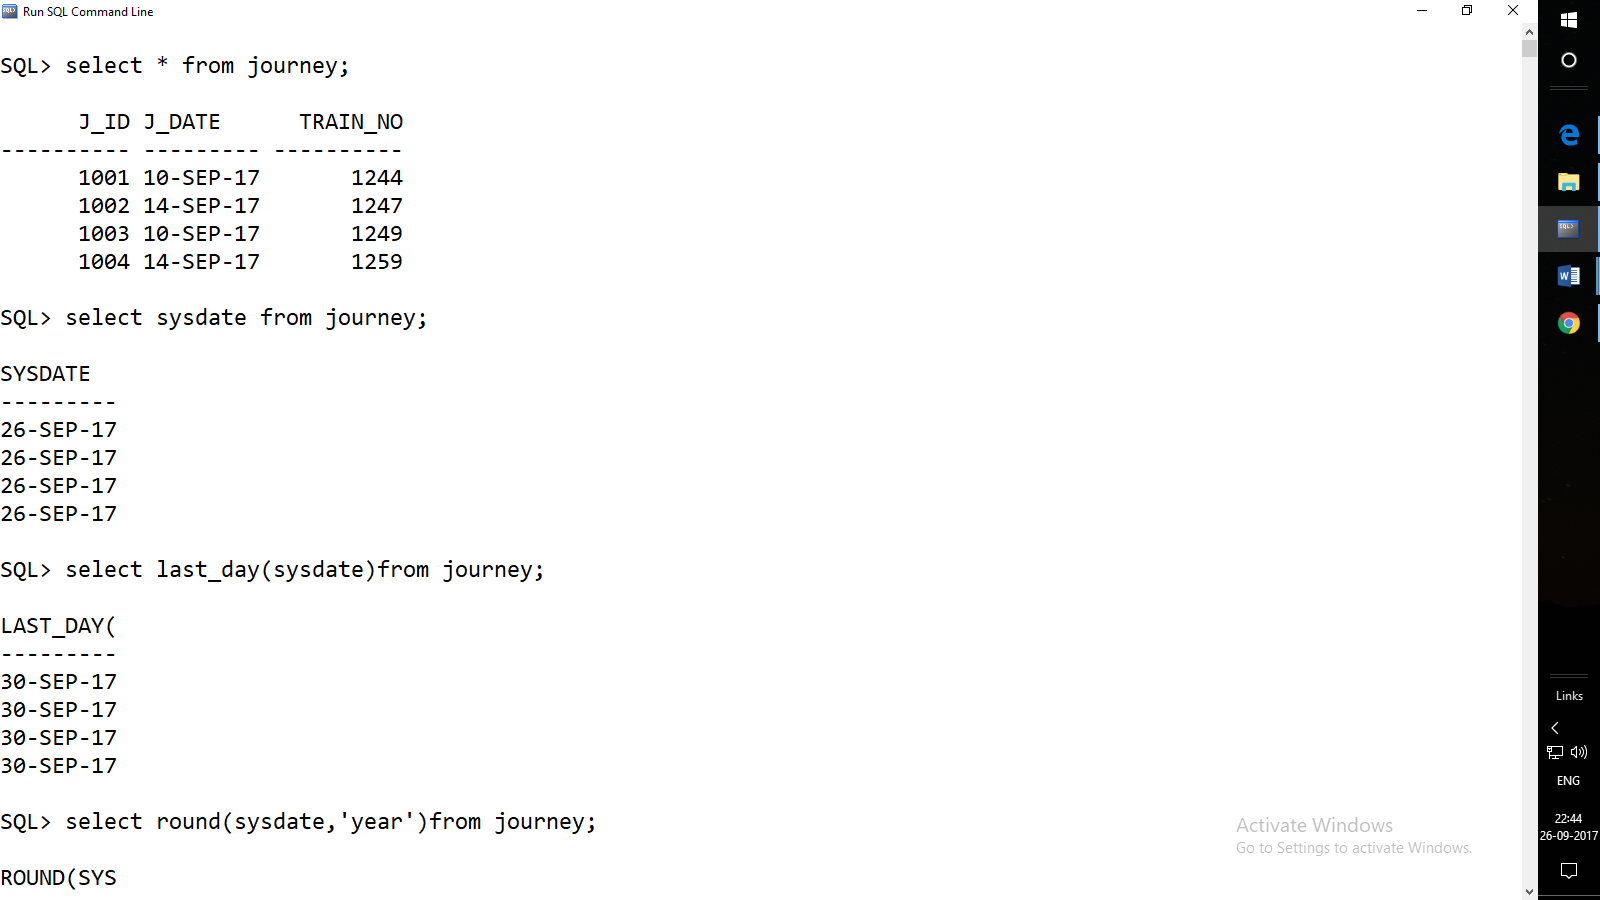 Run SQL Command Line
SQL> select * from journey;
      J_ID J_DATE      TRAIN_NO
---------- --------- ----------
      1001 10-SEP-17       1244
      1002 14-SEP-17       1247
      1003 10-SEP-17       1249
      1004 14-SEP-17       1259
SQL> select sysdate from journey;
SYSDATE
---------
26-SEP-17
26-SEP-17
26-SEP-17
26-SEP-17
SQL> select last_day(sysdate)from journey;
LAST_DAY(
---------
30-SEP-17
30-SEP-17
30-SEP-17
30-SEP-17
SQL> select round(sysdate,'year')from journey;
ROUND(SYS
Activate Windows
Go to Settings to activate Windows.
Links
ENG
22:44
26-09-2017